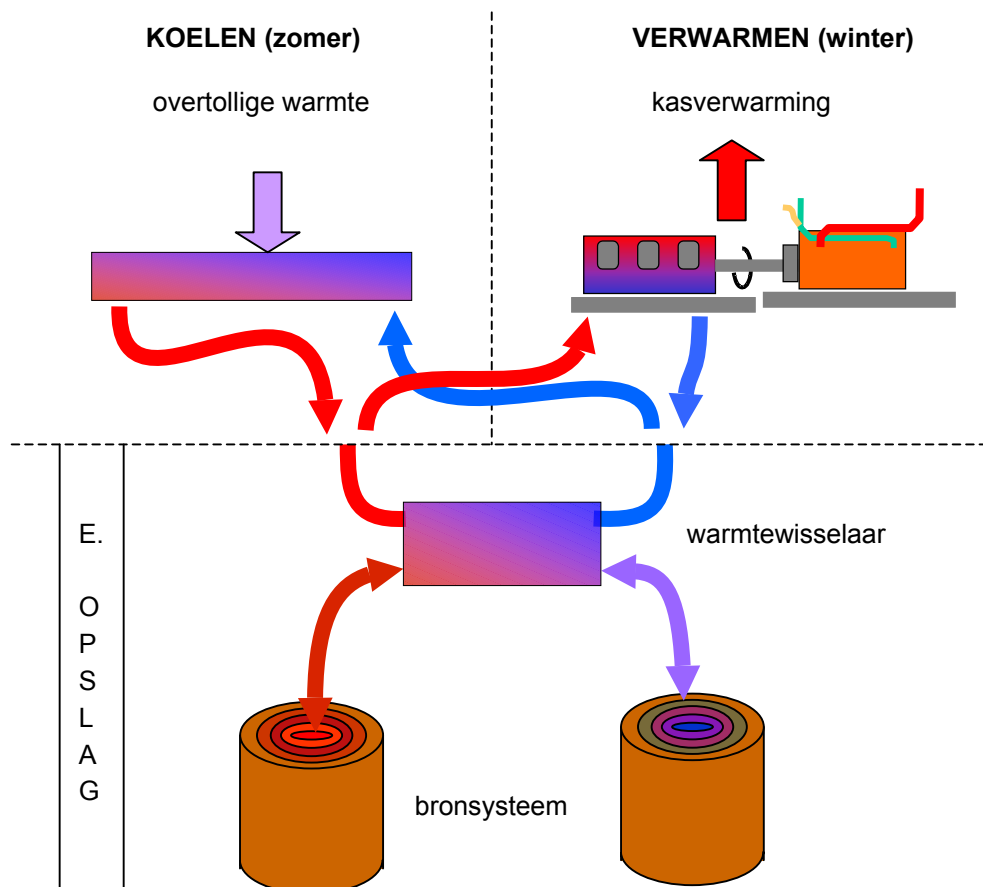 KOELEN (zomer)
VERWARMEN (winter)
overtollige warmte
kasverwarming
E.
O
P
S
L
A
G
warmtewisselaar
bronsysteem